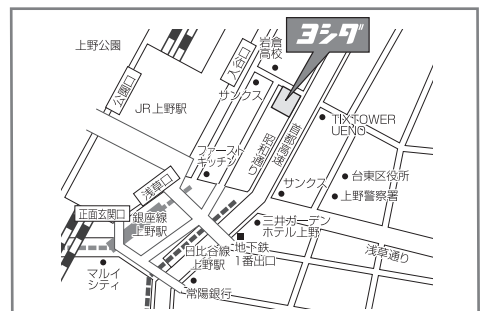 ヨシダ
上野公園
岩倉
高校
入谷口
公園口
サンクス
JR上野駅
TIXTOWER
UENO
首都高速
昭和通り
ファースト
キッチン
浅草口
サンクス
台東区役所
上野警察署
正面玄関口
銀座線
上野駅
三井ガーデン
ホテル上野
浅草通り
日比谷線
上野駅
地下鉄
1番出口
マルイ
シティ
常陽銀行